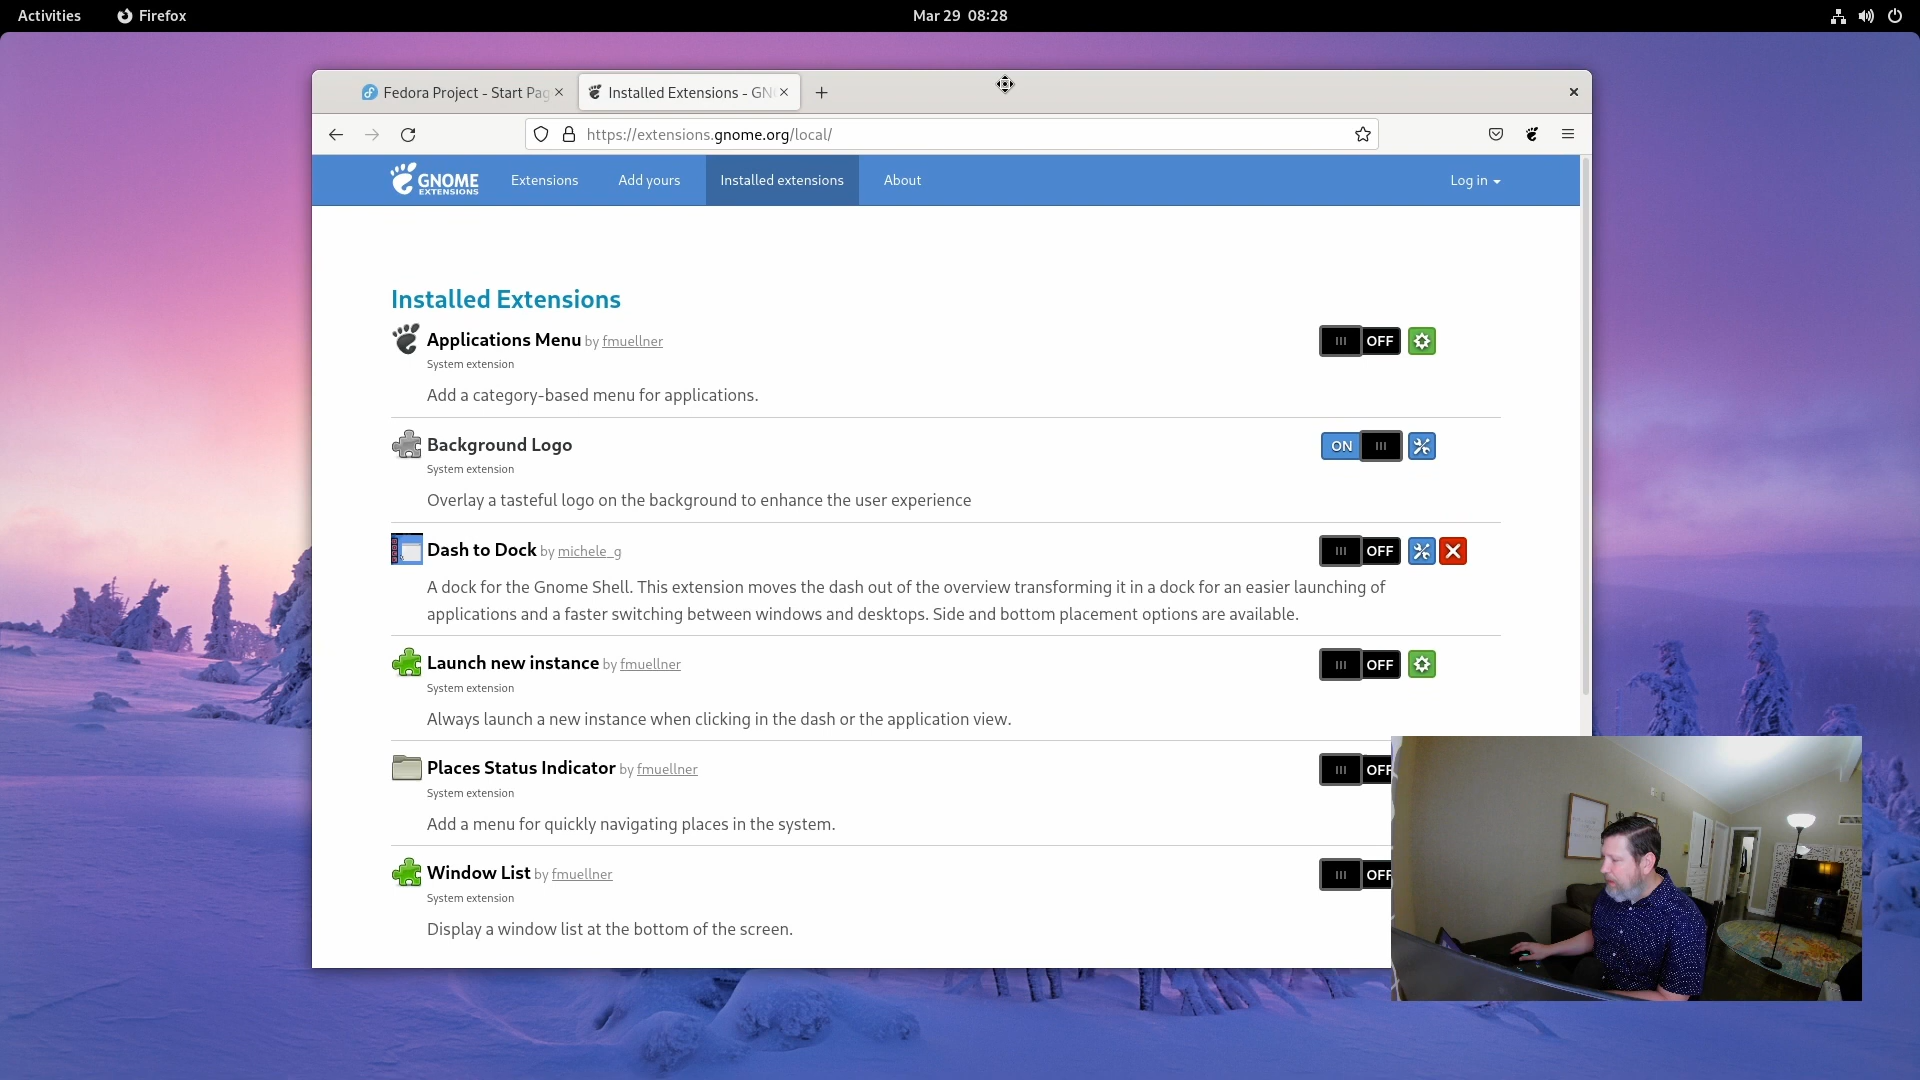 Activities
Firefox
Mar 29 08:28
Fedora Project - Start Pag
Installed Extensions - GN
https://extensions.gnome.org/local/
GNOME
EXTENSIONS
Extensions
Add yours
Installed extensions
About
Log in
Installed Extensions
Applications Menu by fmuellner
OFF
System extension
Add a category-based menu for applications.
Background Logo
ON
System extension
Overlay a tasteful logo on the background to enhance the user experience
Dash to Dock by michele_g
OFF
A dock for the Gnome Shell. This extension moves the dash out of the overview transforming it in a dock for an easier launching of
applications and a faster switching between windows and desktops. Side and bottom placement options are available.
Launch new instance by fmuellner
OFF
System extension
Always launch a new instance when clicking in the dash or the application view.
Places Status Indicator by fmuellner
OFF
System extension
Add a menu for quickly navigating places in the system.
Window List by fmuellner
OFF
System extension
Display a window list at the bottom of the screen.